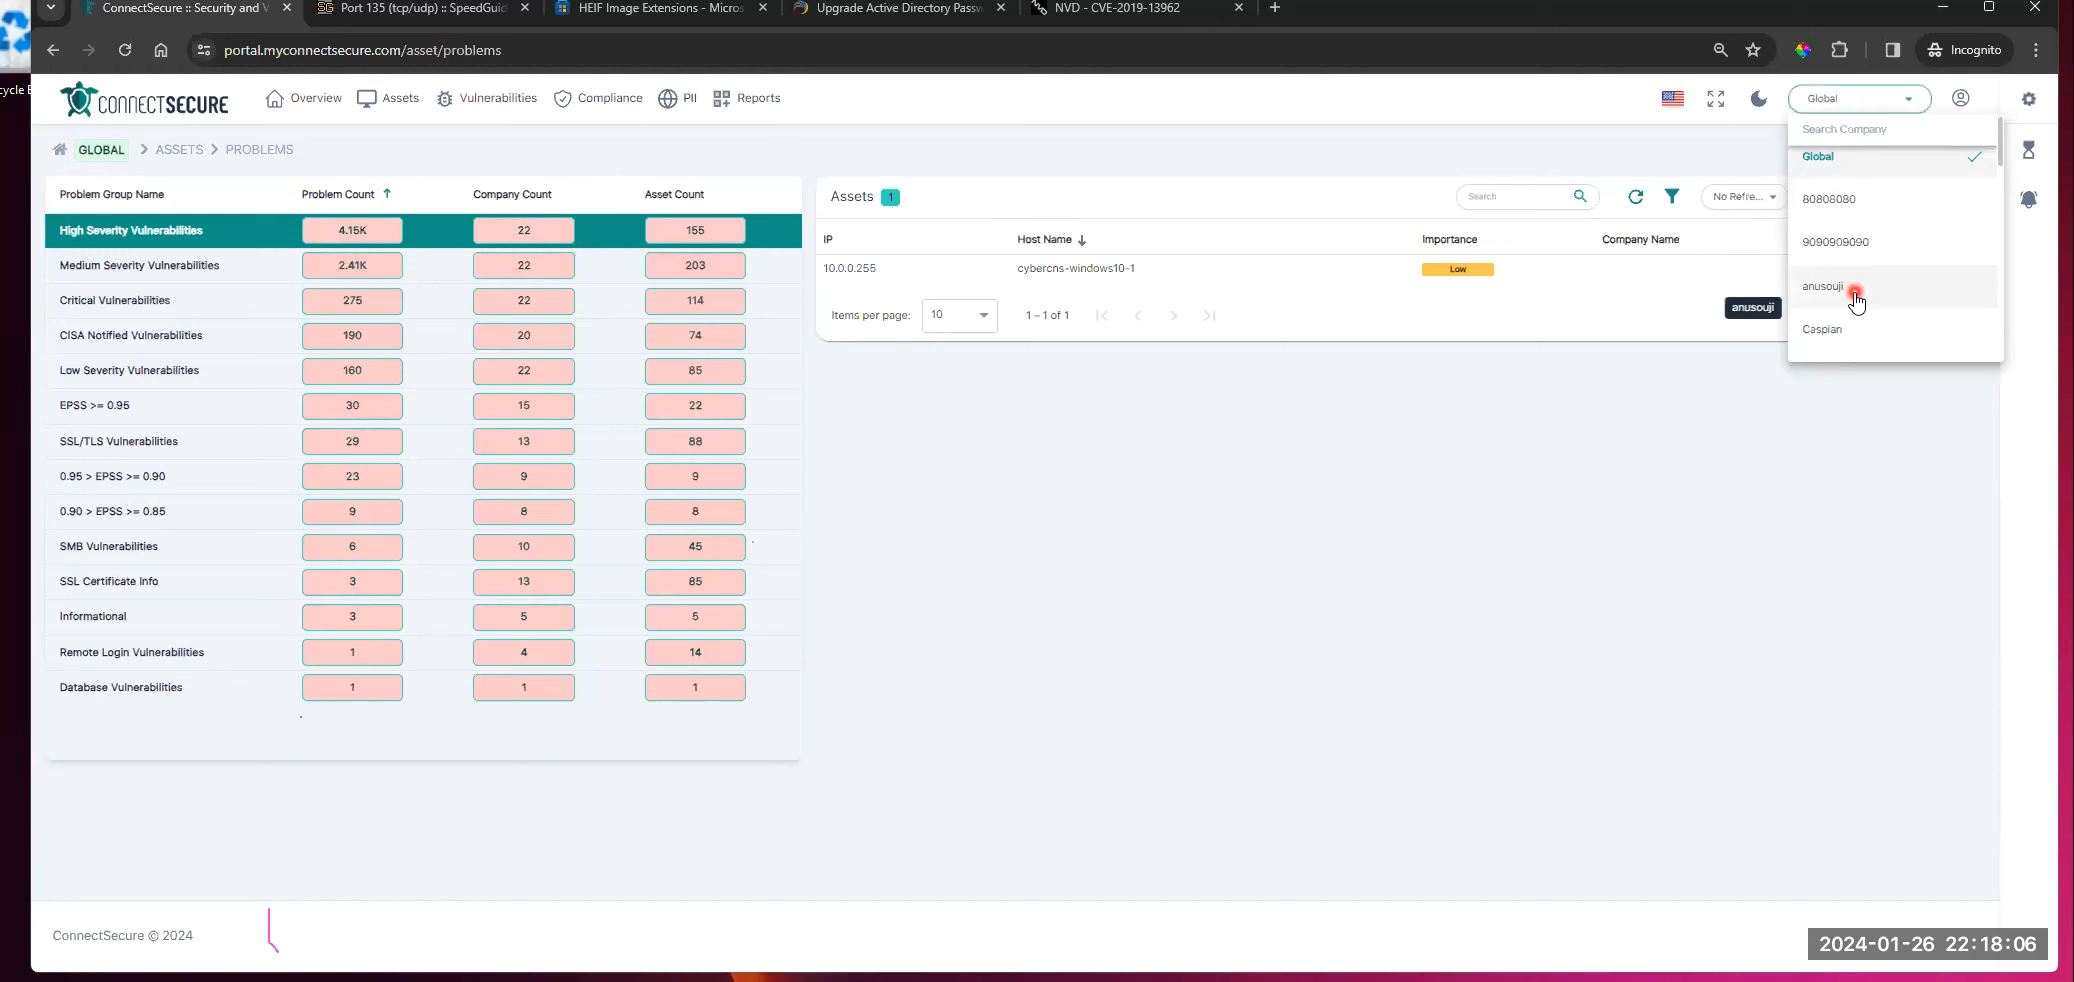 ConnectSecure :: Security and V
Port 135 (tcp/udp) :: SpeedGuid
HEIF Image Extensions - Micros
Upgrade Active Directory Passw
NVD - CVE-2019-13962
portal.myconnectsecure.com/asset/problems
Incognito
CONNECTSECURE
Overview
Assets
Vulnerabilities
Compliance
PII
Reports
Global
Search Company
Global
80808080
9090909090
anusouji
Caspian
GLOBAL > ASSETS > PROBLEMS
Problem Group Name Problem Count Company Count Asset Count
High Severity Vulnerabilities 4.15K 22 155
Medium Severity Vulnerabilities 2.41K 22 203
Critical Vulnerabilities 275 22 114
CISA Notified Vulnerabilities 190 20 74
Low Severity Vulnerabilities 160 22 85
EPSS >= 0.95 30 15 22
SSL/TLS Vulnerabilities 29 13 88
0.95 > EPSS >= 0.90 23 9 9
0.90 > EPSS >= 0.85 9 8 8
SMB Vulnerabilities 6 10 45
SSL Certificate Info 3 13 85
Informational 3 5 5
Remote Login Vulnerabilities 1 4 14
Database Vulnerabilities 1 1 1
Assets 1
Search
No Refre...
IP Host Name Importance Company Name
10.0.0.255 cybercns-windows10-1 Low
anusouji
Items per page: 10 1 – 1 of 1
ConnectSecure © 2024
2024-01-26 22:18:06